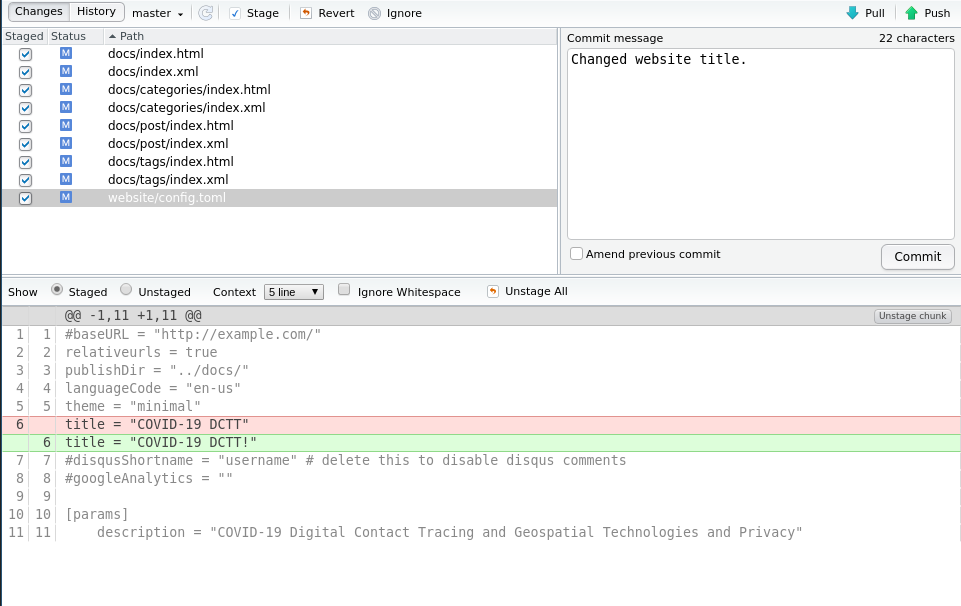 Changes History master Stage Revert Ignore Pull Push
Staged Status Path
M docs/index.html
M docs/index.xml
M docs/categories/index.html
M docs/categories/index.xml
M docs/post/index.html
M docs/post/index.xml
M docs/tags/index.html
M docs/tags/index.xml
M website/config.toml
Commit message 22 characters
Changed website title.
Amend previous commit Commit
Show Staged Unstaged Context 5 line Ignore Whitespace Unstage All
@@ -1,11 +1,11 @@ Unstage chunk
1 1 #baseURL = "http://example.com/"
2 2 relativeurls = true
3 3 publishDir = "../docs/"
4 4 languageCode = "en-us"
5 5 theme = "minimal"
6 title = "COVID-19 DCTT"
6 title = "COVID-19 DCTT!"
7 7 #disqusShortname = "username" # delete this to disable disqus comments
8 8 #googleAnalytics = ""
9 9
10 10 [params]
11 11 description = "COVID-19 Digital Contact Tracing and Geospatial Technologies and Privacy"